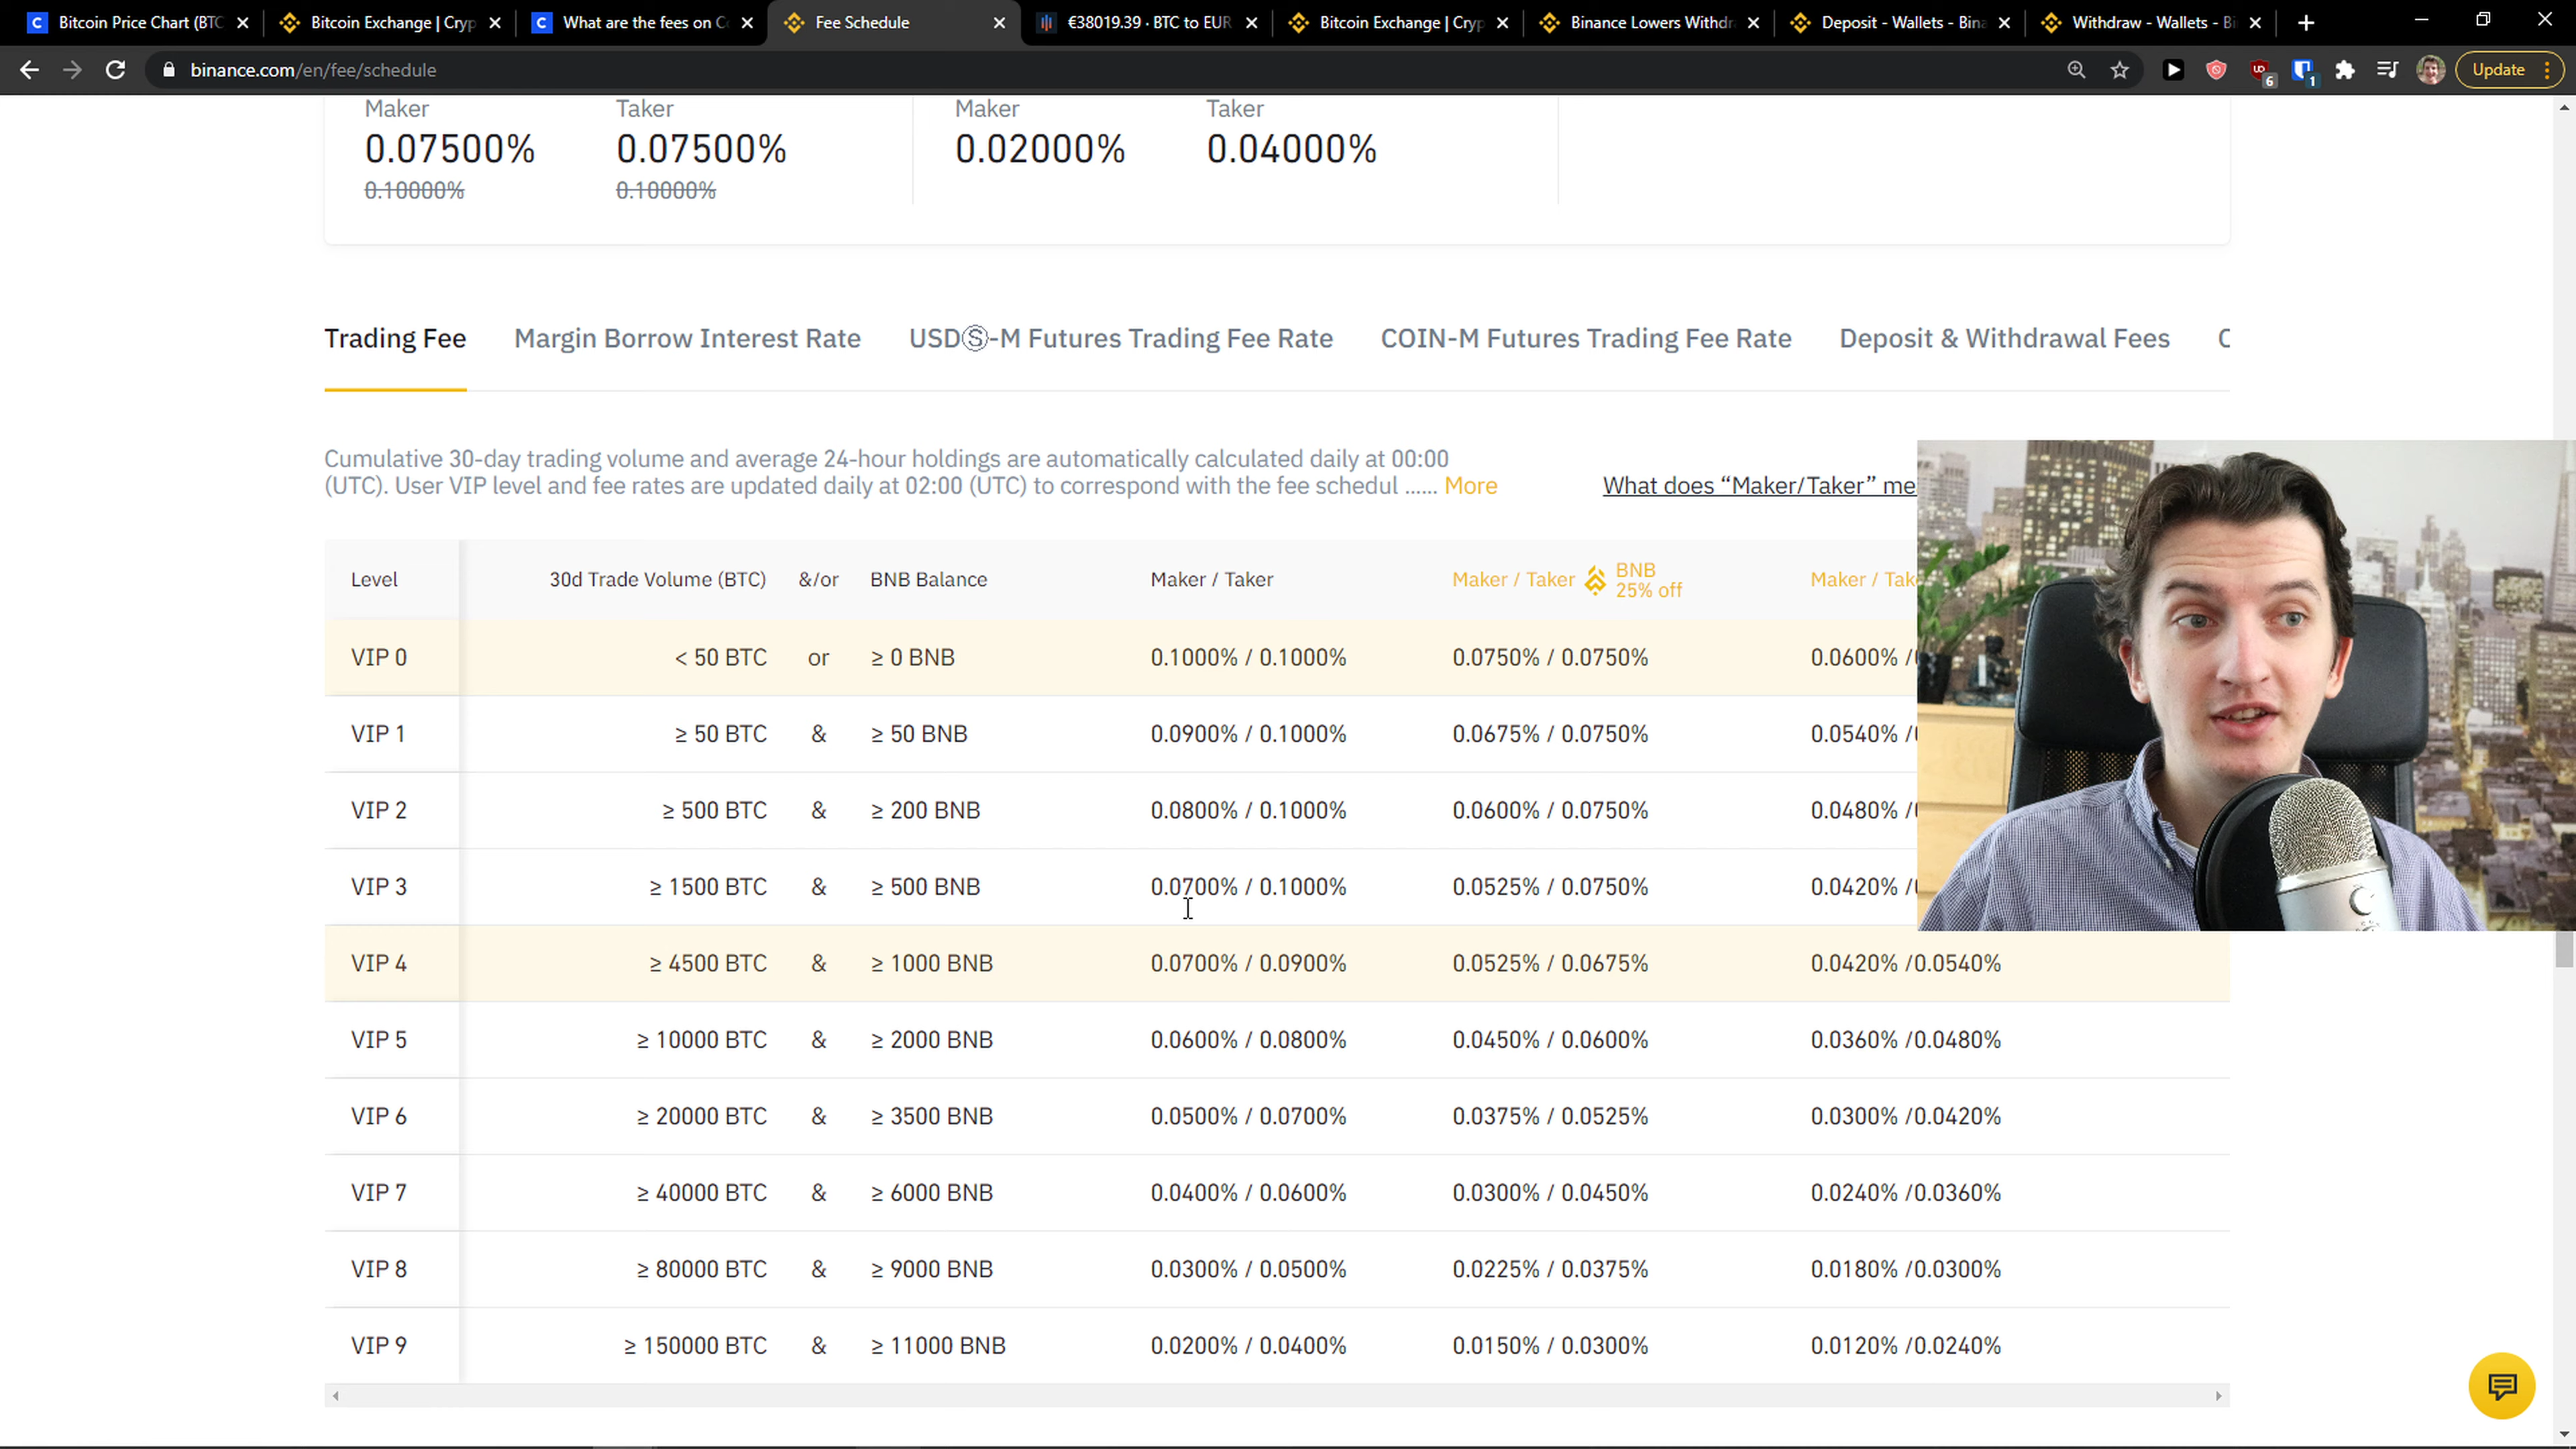 Bitcoin Price Chart (BTC
Bitcoin Exchange | Cryp
What are the fees on Co
Fee Schedule
€38019.39 · BTC to EUR
Bitcoin Exchange | Cryp
Binance Lowers Withdr
Deposit - Wallets - Bina
Withdraw - Wallets - Bi
binance.com/en/fee/schedule
6
1
Update
Maker Taker Maker Taker
0.07500% 0.07500% 0.02000% 0.04000%
0.10000% 0.10000%
Trading Fee Margin Borrow Interest Rate USDⓈ-M Futures Trading Fee Rate COIN-M Futures Trading Fee Rate Deposit & Withdrawal Fees
Cumulative 30-day trading volume and average 24-hour holdings are automatically calculated daily at 00:00
(UTC). User VIP level and fee rates are updated daily at 02:00 (UTC) to correspond with the fee schedul ...... More
What does “Maker/Taker” me
Level 30d Trade Volume (BTC) &/or BNB Balance Maker / Taker Maker / Taker BNB 25% off Maker / Tak
VIP 0 < 50 BTC or ≥ 0 BNB 0.1000% / 0.1000% 0.0750% / 0.0750% 0.0600% /
VIP 1 ≥ 50 BTC & ≥ 50 BNB 0.0900% / 0.1000% 0.0675% / 0.0750% 0.0540% /
VIP 2 ≥ 500 BTC & ≥ 200 BNB 0.0800% / 0.1000% 0.0600% / 0.0750% 0.0480% /
VIP 3 ≥ 1500 BTC & ≥ 500 BNB 0.0700% / 0.1000% 0.0525% / 0.0750% 0.0420% /
VIP 4 ≥ 4500 BTC & ≥ 1000 BNB 0.0700% / 0.0900% 0.0525% / 0.0675% 0.0420% /0.0540%
VIP 5 ≥ 10000 BTC & ≥ 2000 BNB 0.0600% / 0.0800% 0.0450% / 0.0600% 0.0360% /0.0480%
VIP 6 ≥ 20000 BTC & ≥ 3500 BNB 0.0500% / 0.0700% 0.0375% / 0.0525% 0.0300% /0.0420%
VIP 7 ≥ 40000 BTC & ≥ 6000 BNB 0.0400% / 0.0600% 0.0300% / 0.0450% 0.0240% /0.0360%
VIP 8 ≥ 80000 BTC & ≥ 9000 BNB 0.0300% / 0.0500% 0.0225% / 0.0375% 0.0180% /0.0300%
VIP 9 ≥ 150000 BTC & ≥ 11000 BNB 0.0200% / 0.0400% 0.0150% / 0.0300% 0.0120% /0.0240%